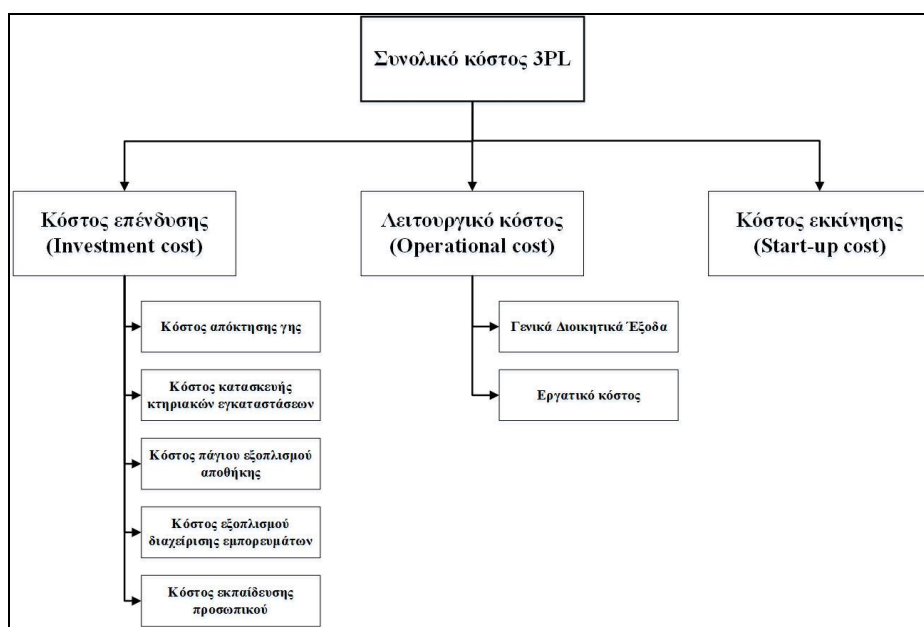 Συνολικό κόστος 3PL
Κόστος επένδυσης
(Investment cost)
Λειτουργικό κόστος
(Operational cost)
Κόστος εκκίνησης
(Start-up cost)
Κόστος απόκτησης γης
Κόστος κατασκευής
κτηριακών εγκαταστάσεων
Κόστος πάγιου εξοπλισμού
αποθήκης
Κόστος εξοπλισμού
διαχείρισης εμπορευμάτων
Κόστος εκπαίδευσης
προσωπικού
Γενικά Διοικητικά Έξοδα
Εργατικό κόστος